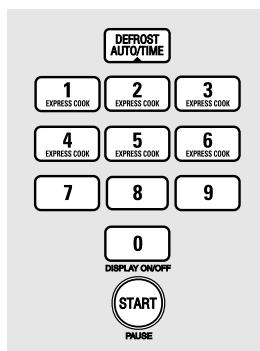 DEFROST
AUTO/TIME
1 2 3
EXPRESS COOK EXPRESS COOK EXPRESS COOK
4 5 6
EXPRESS COOK EXPRESS COOK EXPRESS COOK
7 8 9
0
DISPLAY ON/OFF
START
PAUSE